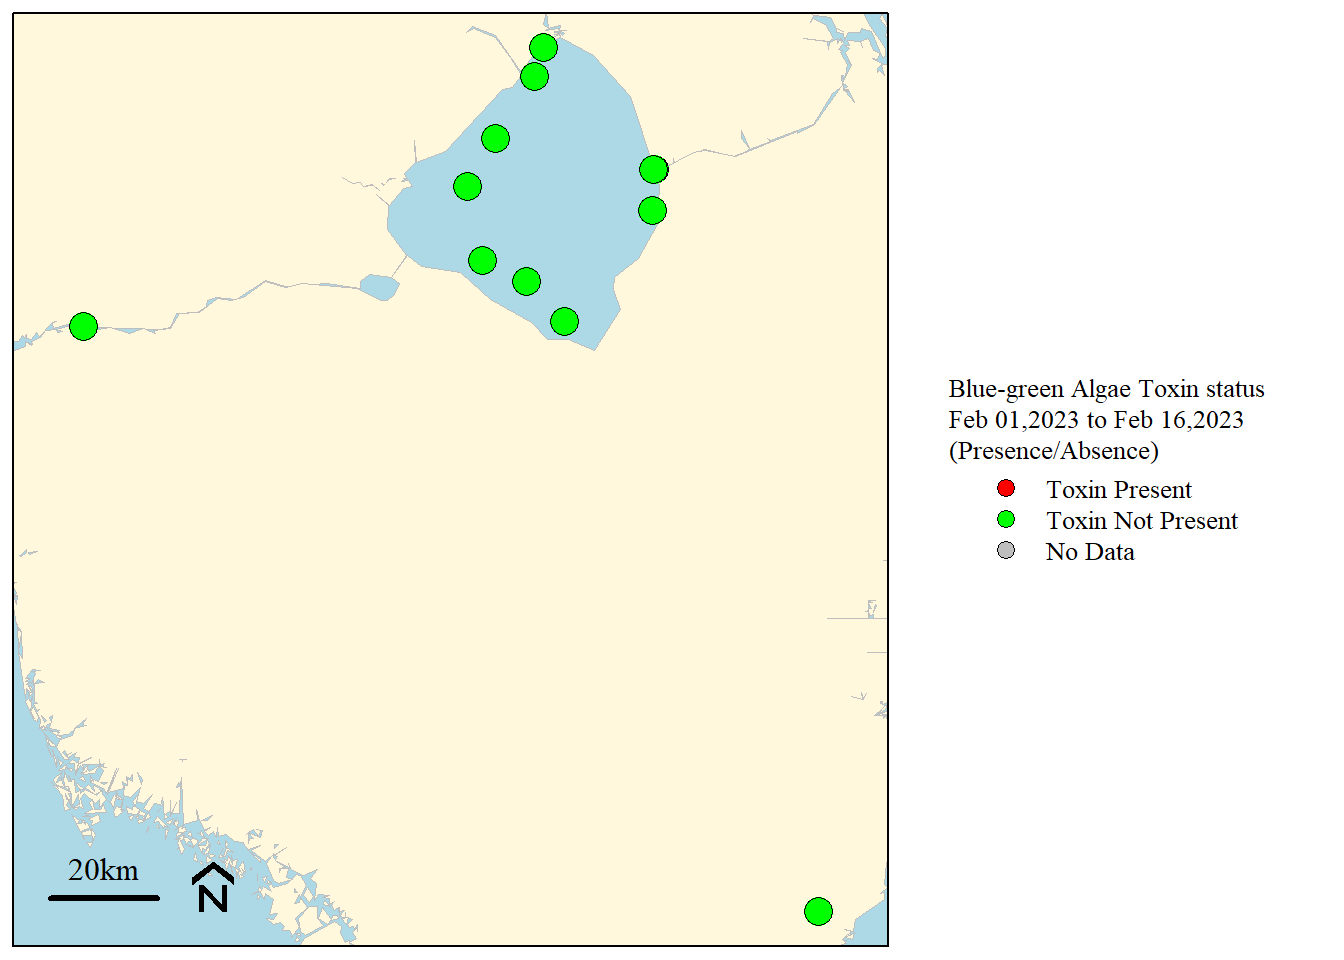 Blue-green Algae Toxin status
Feb 01,2023 to Feb 16,2023
(Presence/Absence)
Toxin Present
Toxin Not Present
No Data
20km
N